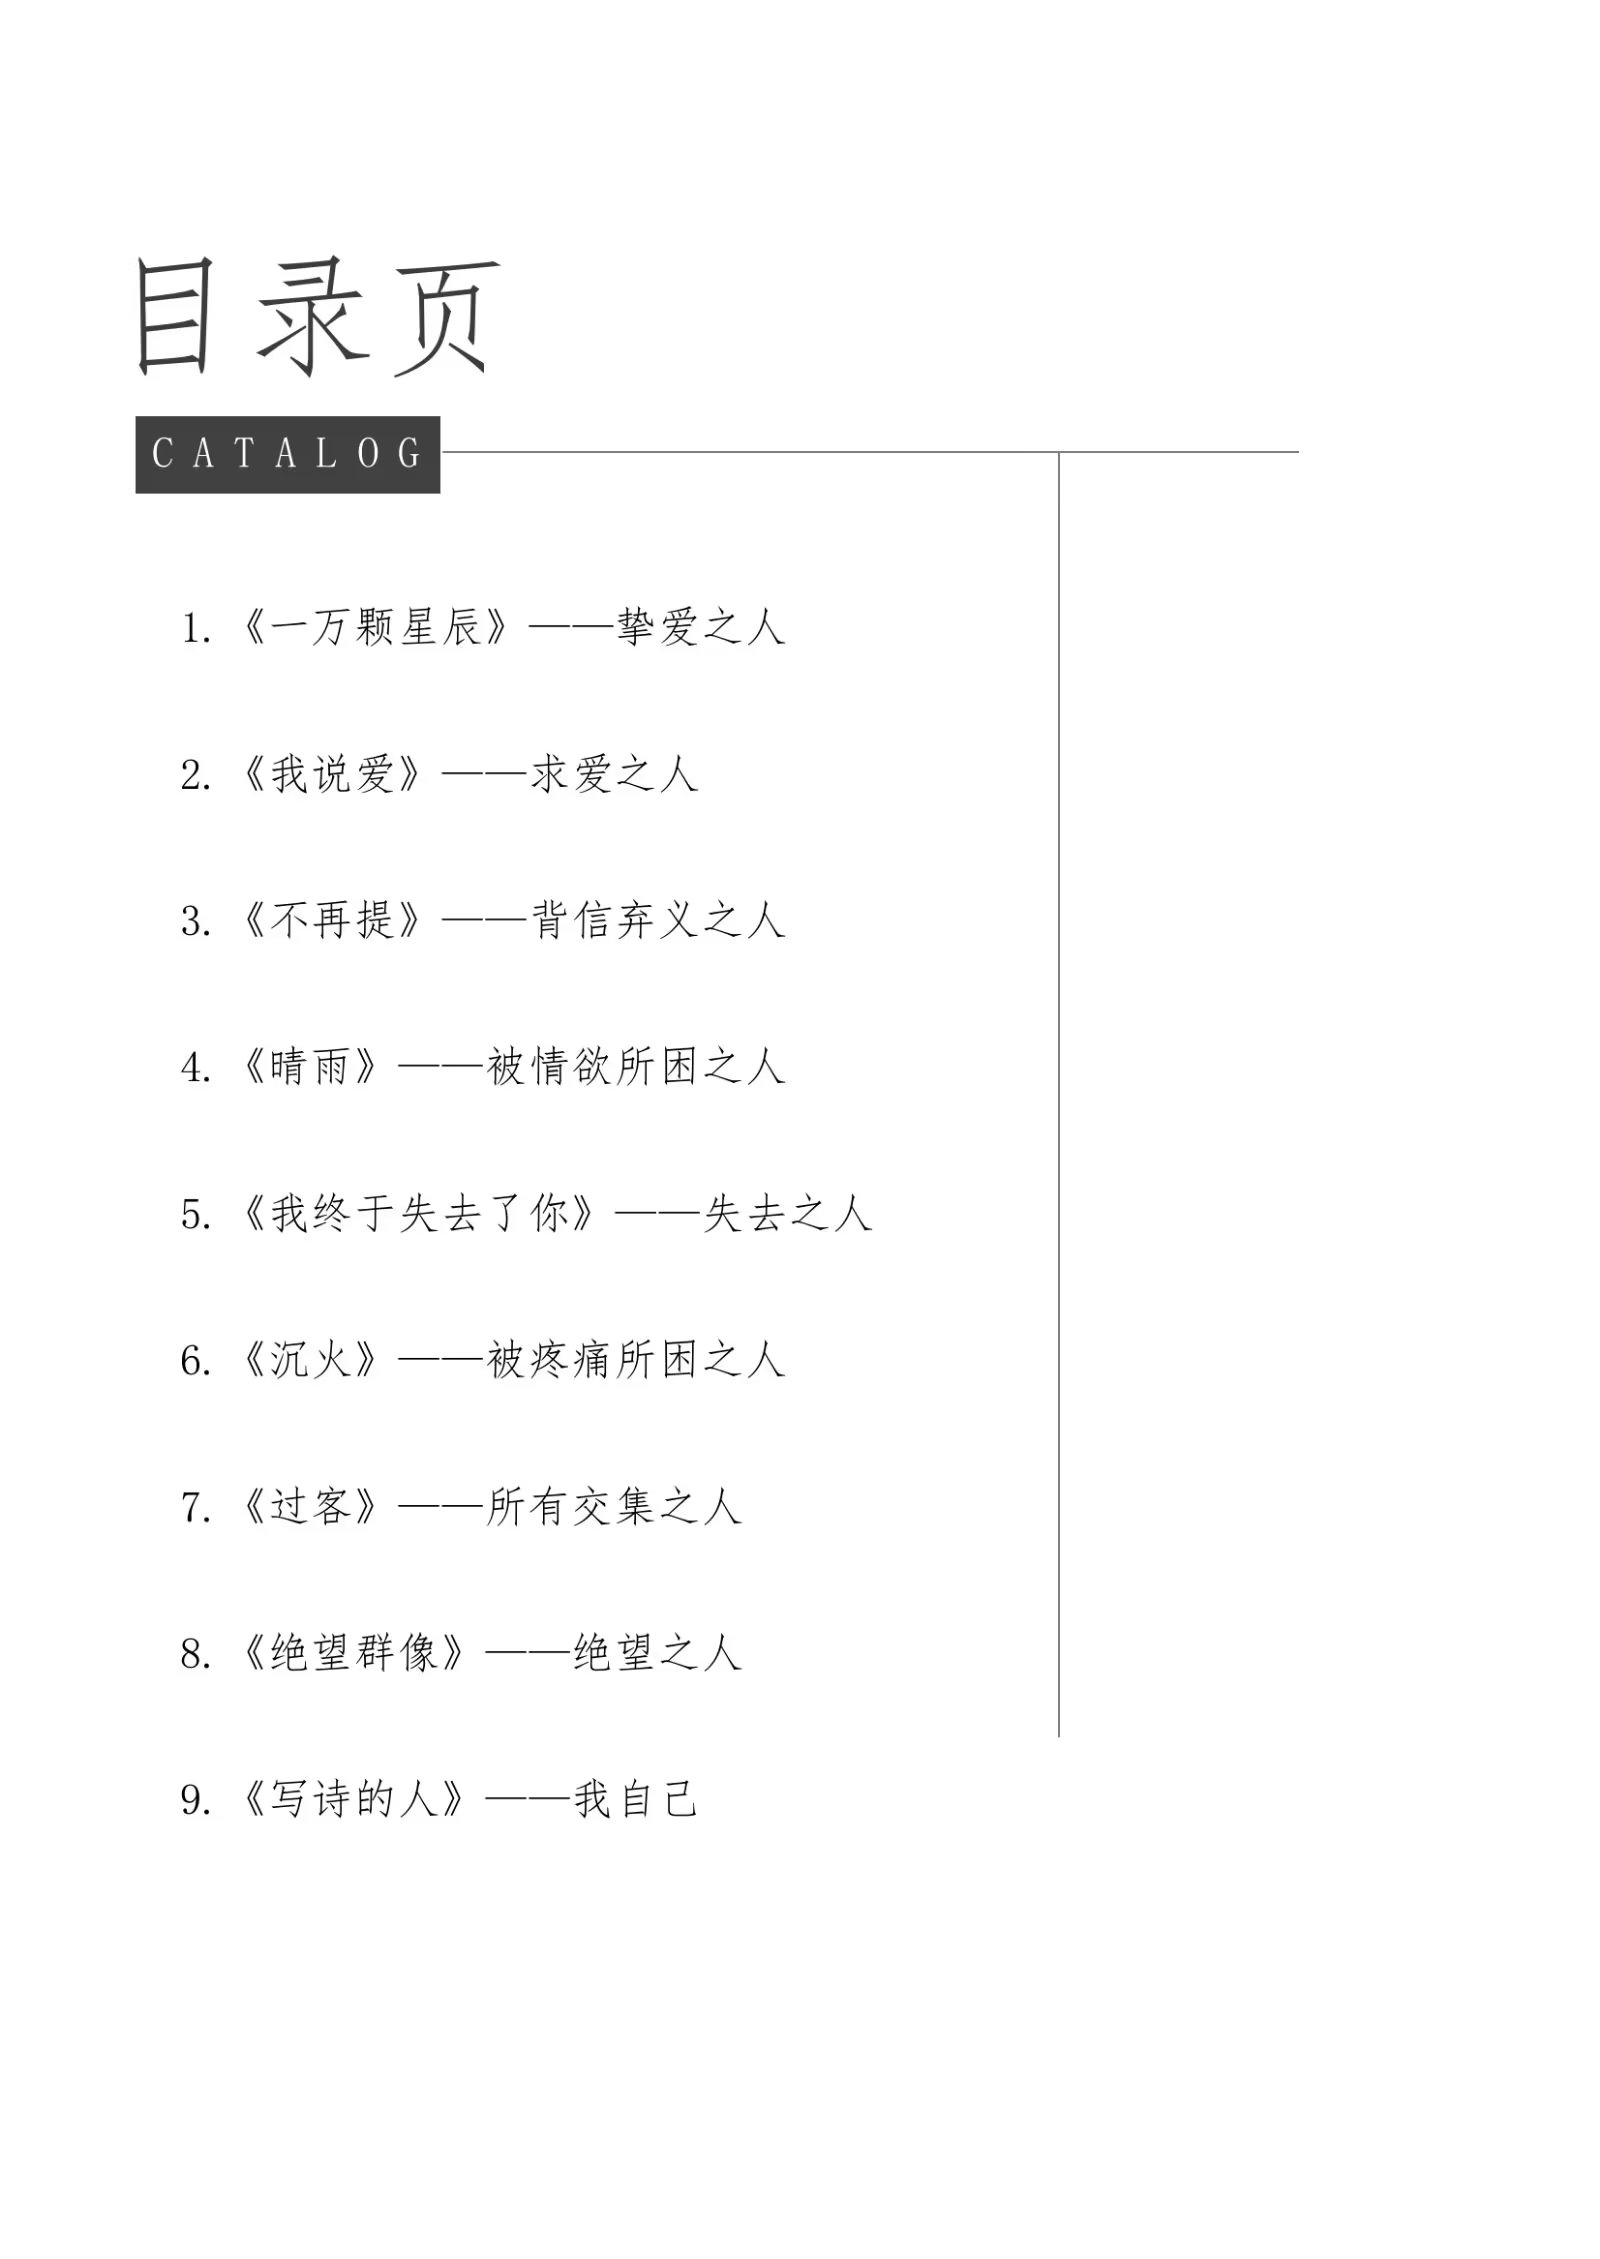 目录页
CATALOG
1.《一万颗星辰》——挚爱之人
2.《我说爱》——求爱之人
3.《不再提》——背信弃义之人
4.《晴雨》——被情欲所困之人
5.《我终于失去了你》——失去之人
6.《沉火》——被疼痛所困之人
7.《过客》——所有交集之人
8.《绝望群像》——绝望之人
9.《写诗的人》——我自己